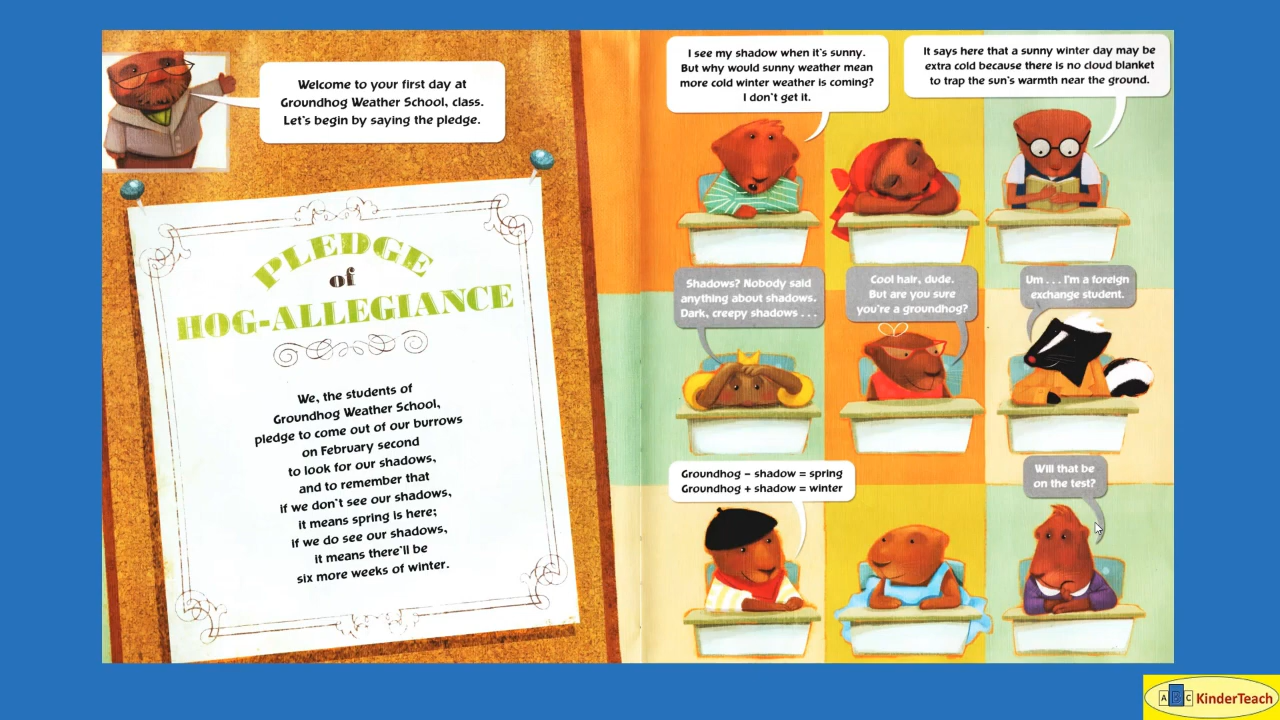 Welcome to your first day at
Groundhog Weather School, class.
Let's begin by saying the pledge.
PLEDGE
of
HOG-ALLEGIANCE
We, the students of
Groundhog Weather School,
pledge to come out of our burrows
on February second
to look for our shadows,
and to remember that
if we don't see our shadows,
it means spring is here;
if we do see our shadows,
it means there'll be
six more weeks of winter.
I see my shadow when it's sunny.
But why would sunny weather mean
more cold winter weather is coming?
I don't get it.
It says here that a sunny winter day may be
extra cold because there is no cloud blanket
to trap the sun's warmth near the ground.
Shadows? Nobody said
anything about shadows.
Dark, creepy shadows . . .
Cool hair, dude.
But are you sure
you're a groundhog?
Um . . . I'm a foreign
exchange student.
Groundhog – shadow = spring
Groundhog + shadow = winter
Will that be
on the test?
A B C KinderTeach